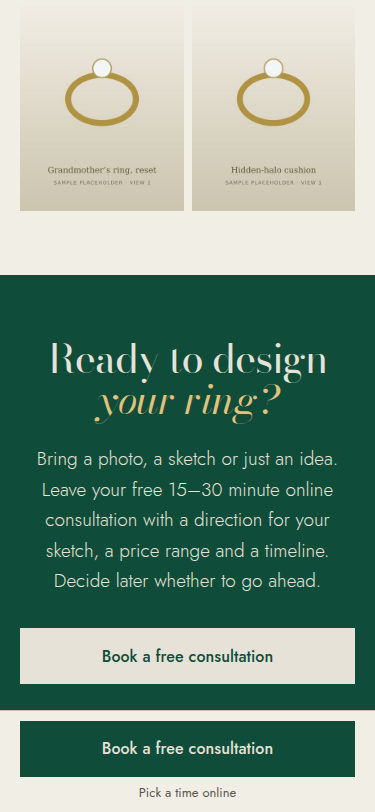 Grandmother's ring, reset
SAMPLE PLACEHOLDER · VIEW 2
Hidden-halo cushion
SAMPLE PLACEHOLDER · VIEW 3
Ready to design
your ring?
Bring a photo, a sketch or just an idea.
Leave your free 15–30 minute online
consultation with a direction for your
sketch, a price range and a timeline.
Decide later whether to go ahead.
Book a free consultation
Book a free consultation
Pick a time online